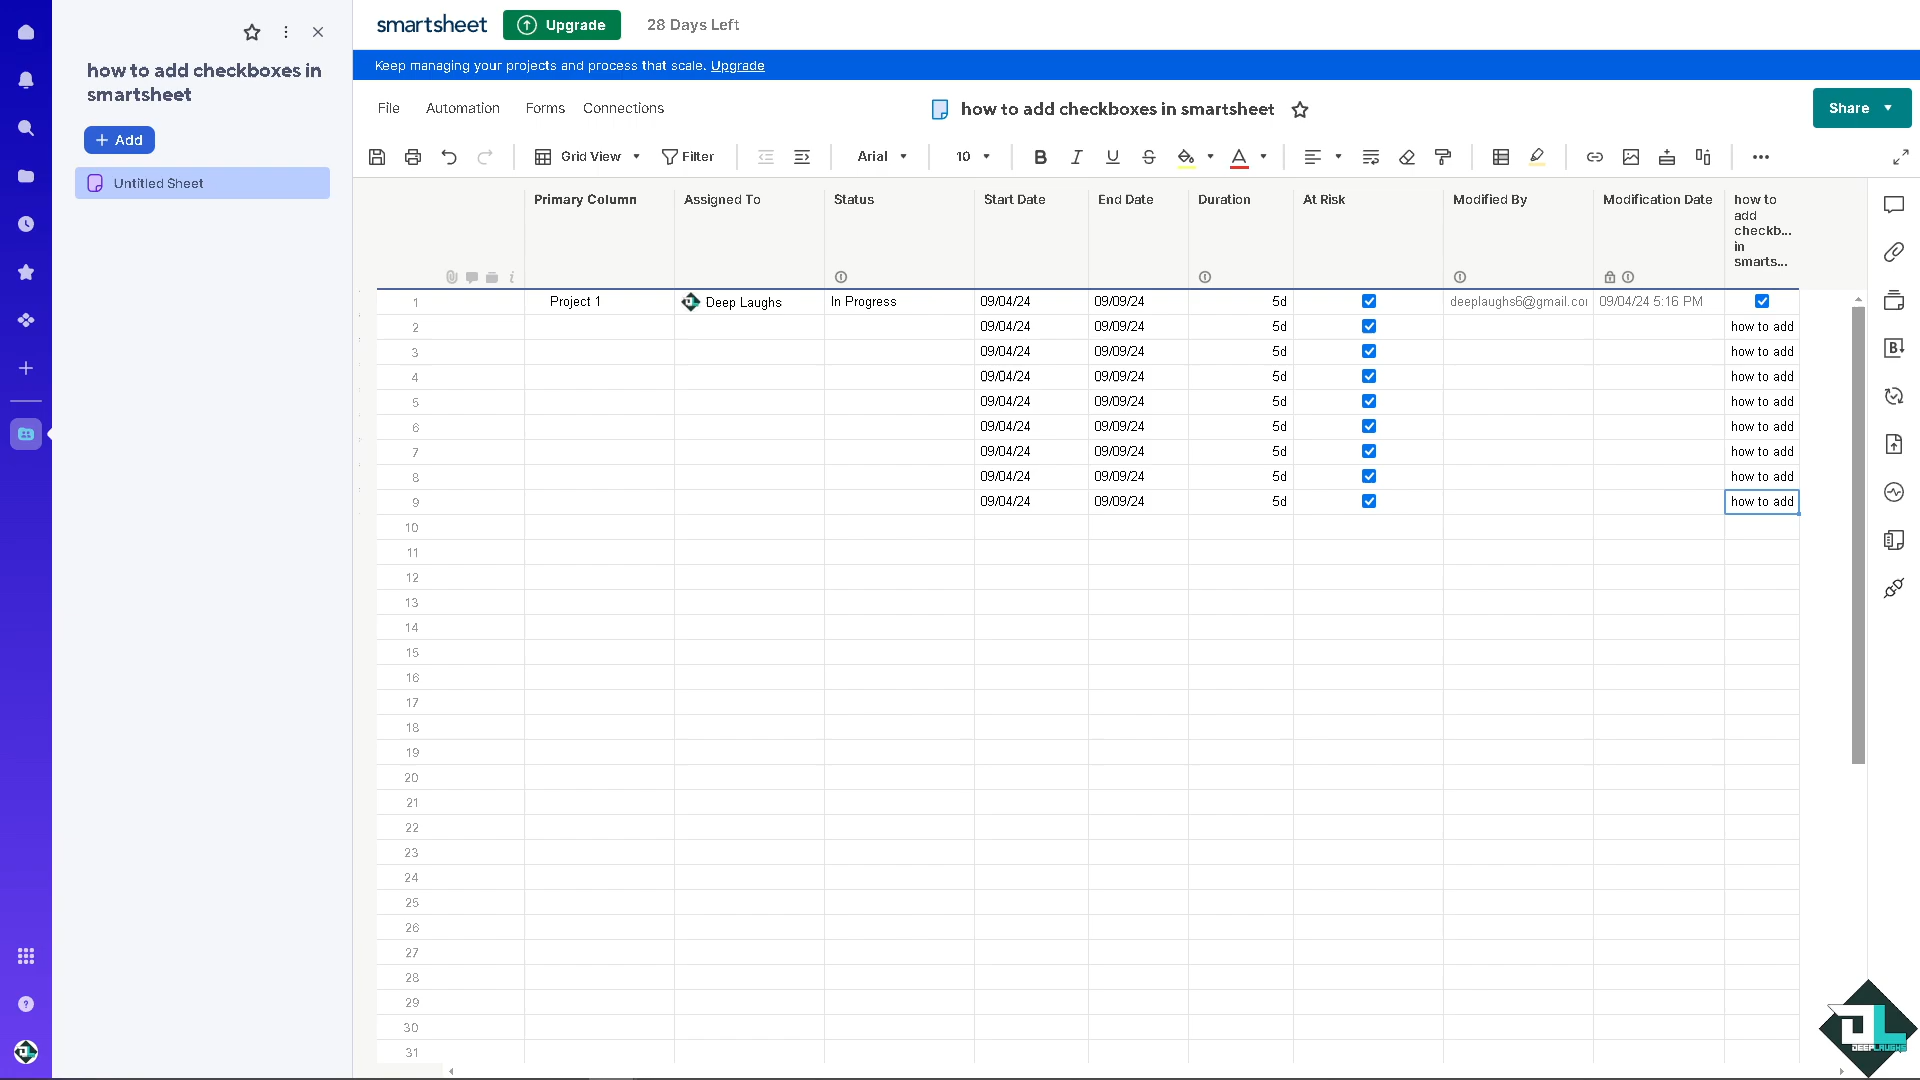 how to add checkboxes in
smartsheet
Add
Untitled Sheet
smartsheet
Upgrade
28 Days Left
Keep managing your projects and process that scale. Upgrade
File Automation Forms Connections
how to add checkboxes in smartsheet
Share
Grid View Filter Arial 10
Primary Column Assigned To Status Start Date End Date Duration At Risk Modified By Modification Date
how to
add
checkb...
in
smarts...
1 Project 1 Deep Laughs In Progress 09/04/24 09/09/24 5d deeplaughs6@gmail.co 09/04/24 5:16 PM
2 09/04/24 09/09/24 5d how to add
3 09/04/24 09/09/24 5d how to add
4 09/04/24 09/09/24 5d how to add
5 09/04/24 09/09/24 5d how to add
6 09/04/24 09/09/24 5d how to add
7 09/04/24 09/09/24 5d how to add
8 09/04/24 09/09/24 5d how to add
9 09/04/24 09/09/24 5d how to add
10
11
12
13
14
15
16
17
18
19
20
21
22
23
24
25
26
27
28
29
30
31
DEEPLAUGHS